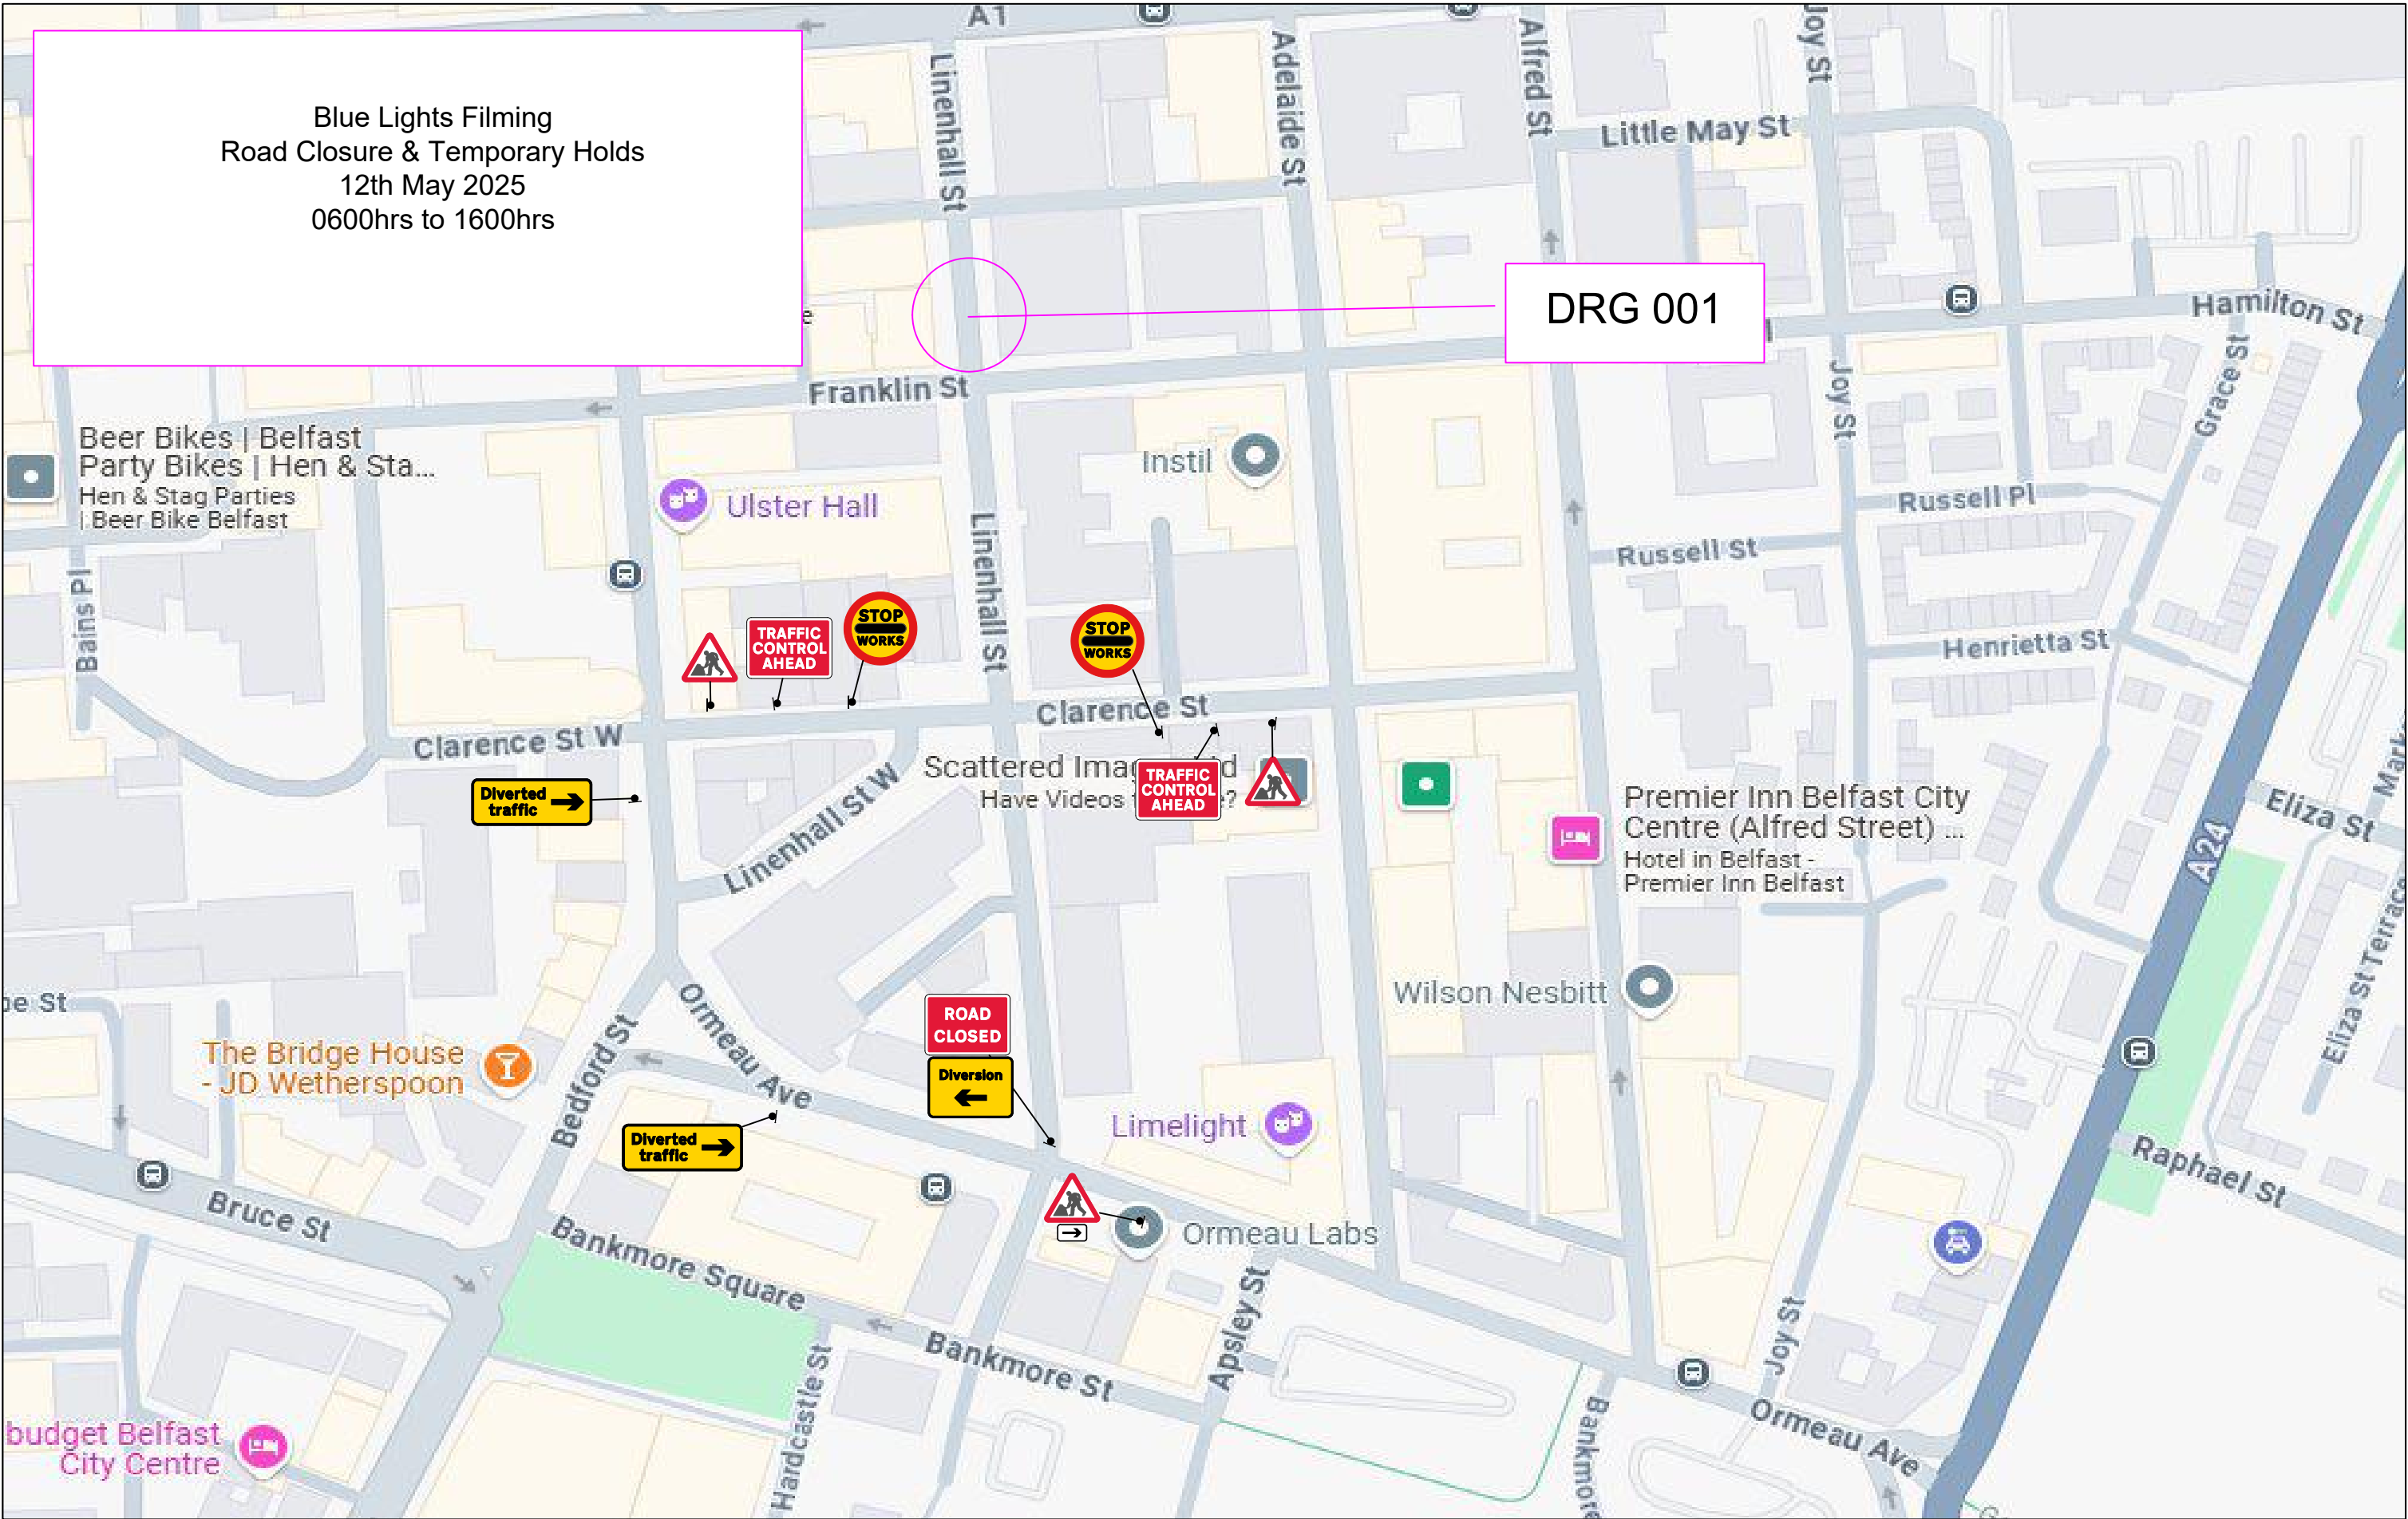 A1
Blue Lights Filming
Road Closure & Temporary Holds
12th May 2025
0600hrs to 1600hrs
Linenhall St
Adelaide St
Alfred St
Joy St
Little May St
DRG 001
Hamilton St
Grace St
Franklin St
Joy St
Beer Bikes | Belfast
Party Bikes | Hen & Sta...
Hen & Stag Parties
| Beer Bike Belfast
Instil
Ulster Hall
Russell Pl
Russell St
Linenhall St
Bains Pl
Henrietta St
STOP
WORKS
TRAFFIC
CONTROL
AHEAD
STOP
WORKS
Clarence St
Clarence St W
Scattered Ima
d
Have Videos
e?
TRAFFIC
CONTROL
AHEAD
Diverted
traffic
Linenhall St W
Premier Inn Belfast City
Centre (Alfred Street) ...
Hotel in Belfast -
Premier Inn Belfast
Eliza St
A24
Eliza St Terrace
Wilson Nesbitt
ROAD
CLOSED
Diversion
Ormeau Ave
The Bridge House
- JD Wetherspoon
Bedford St
Limelight
Diverted
traffic
Raphael St
Bruce St
Bankmore Square
Ormeau Labs
Apsley St
Joy St
Bankmore St
Hardcastle St
Ormeau Ave
budget Belfast
City Centre